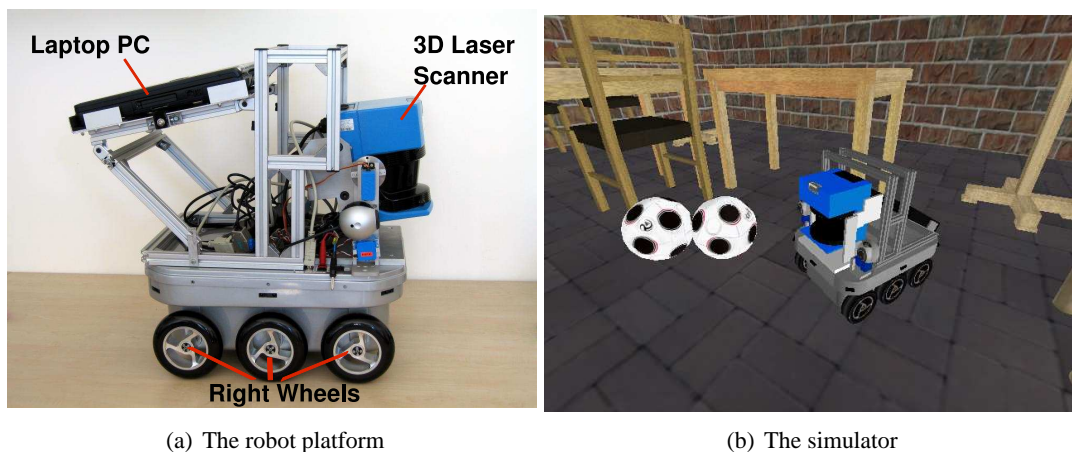 Laptop PC
3D Laser
Scanner
Right Wheels
(a) The robot platform
(b) The simulator